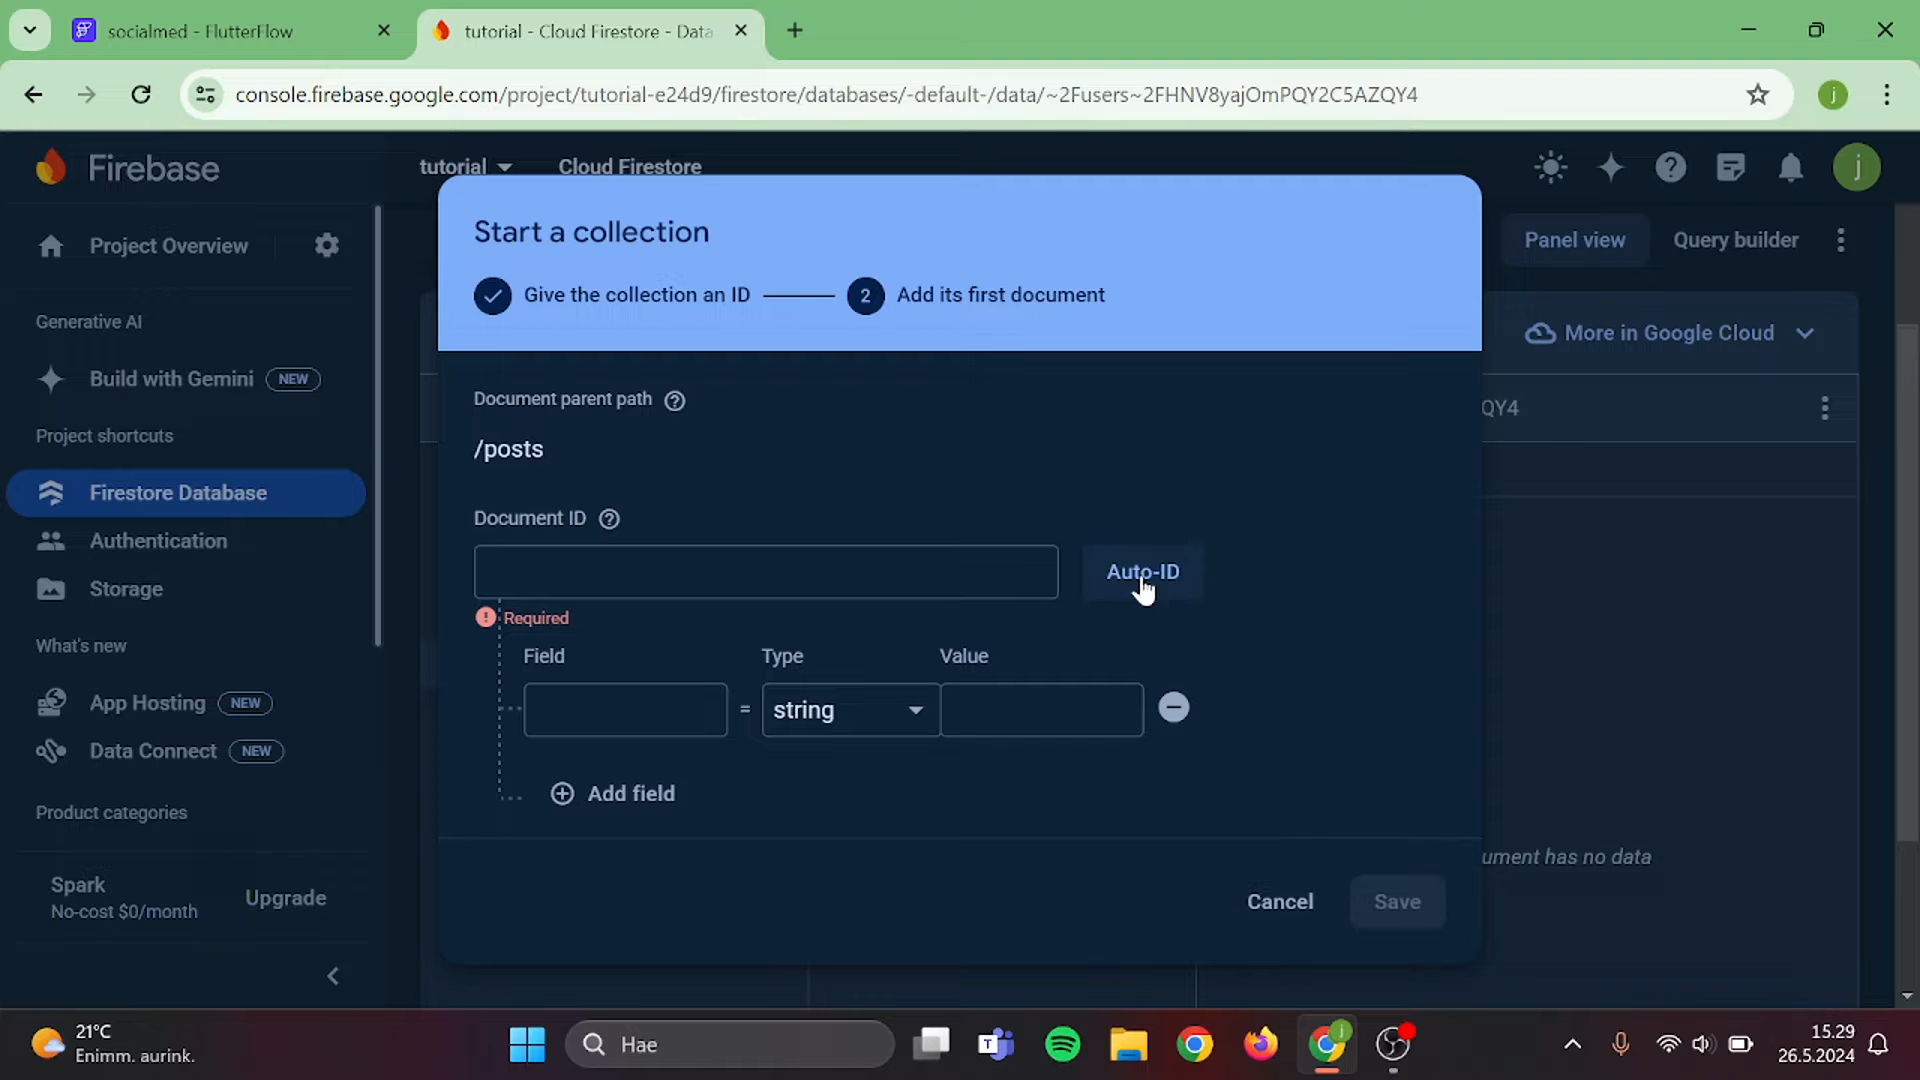 socialmed - FlutterFlow
tutorial - Cloud Firestore - Data
console.firebase.google.com/project/tutorial-e24d9/firestore/databases/-default-/data/~2Fusers~2FHNV8yajOmPQY2C5AZQY4
j
Firebase
tutorial
Cloud Firestore
j
Start a collection
Give the collection an ID
2
Add its first document
Project Overview
Panel view
Query builder
Generative AI
More in Google Cloud
Build with Gemini
NEW
Document parent path
QY4
Project shortcuts
/posts
Firestore Database
Document ID
Authentication
Auto-ID
Storage
Required
What's new
Field
Type
Value
App Hosting
NEW
=
string
Data Connect
NEW
Add field
Product categories
ument has no data
Spark
No-cost $0/month
Upgrade
Cancel
Save
21°C
Enimm. aurink.
Hae
15.29
26.5.2024